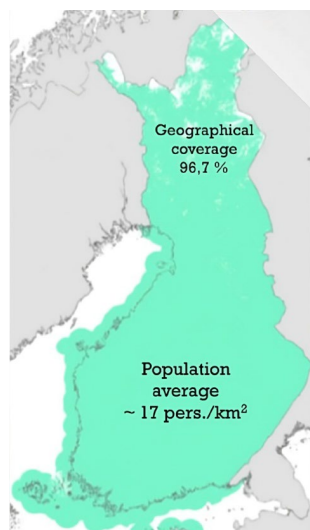 Geographical
coverage
96,7 %
Population
average
~ 17 pers./km²